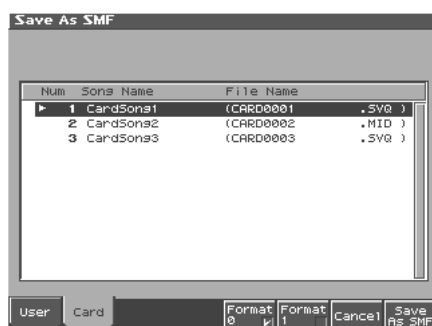 Save As SMF
Num Song Name File Name
1 CardSong1 (CARD0001 .SVQ )
2 CardSong2 (CARD0002 .MID )
3 CardSong3 (CARD0003 .SVQ )
User Card Format 0 Format 1 Cancel Save As SMF